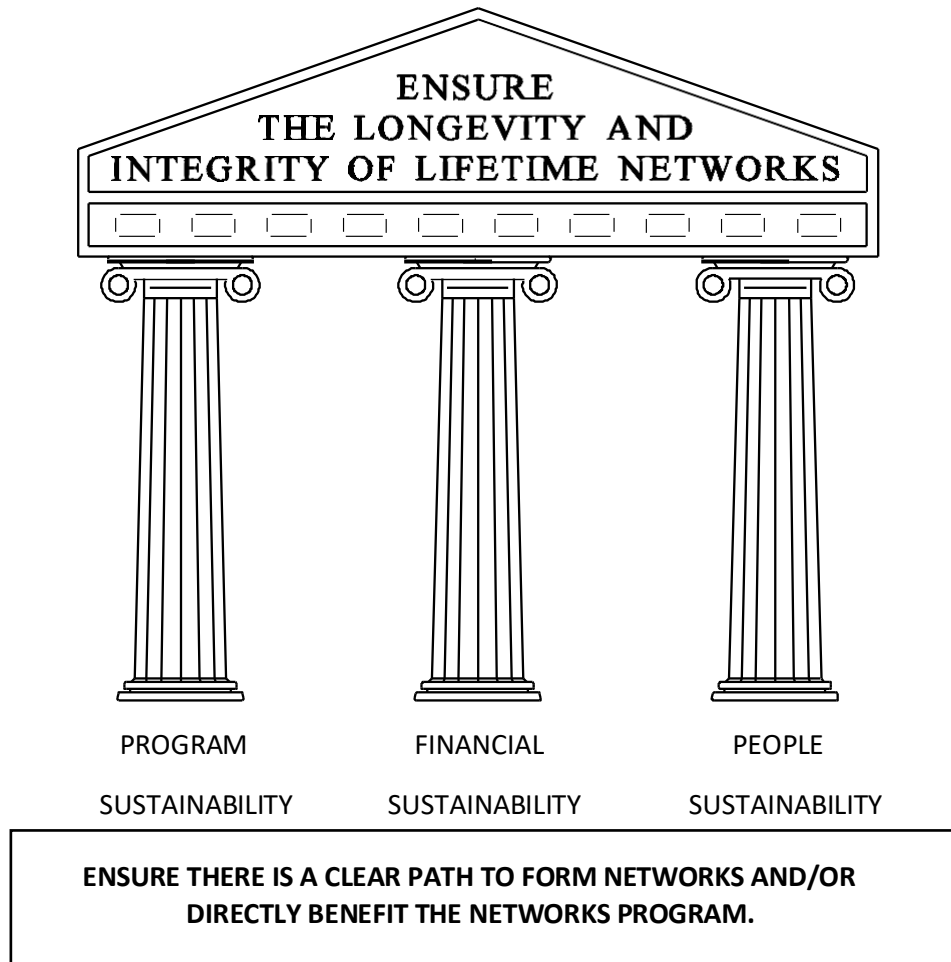 ENSURE
THE LONGEVITY AND
INTEGRITY OF LIFETIME NETWORKS
PROGRAM
SUSTAINABILITY
FINANCIAL
SUSTAINABILITY
PEOPLE
SUSTAINABILITY
ENSURE THERE IS A CLEAR PATH TO FORM NETWORKS AND/OR
DIRECTLY BENEFIT THE NETWORKS PROGRAM.